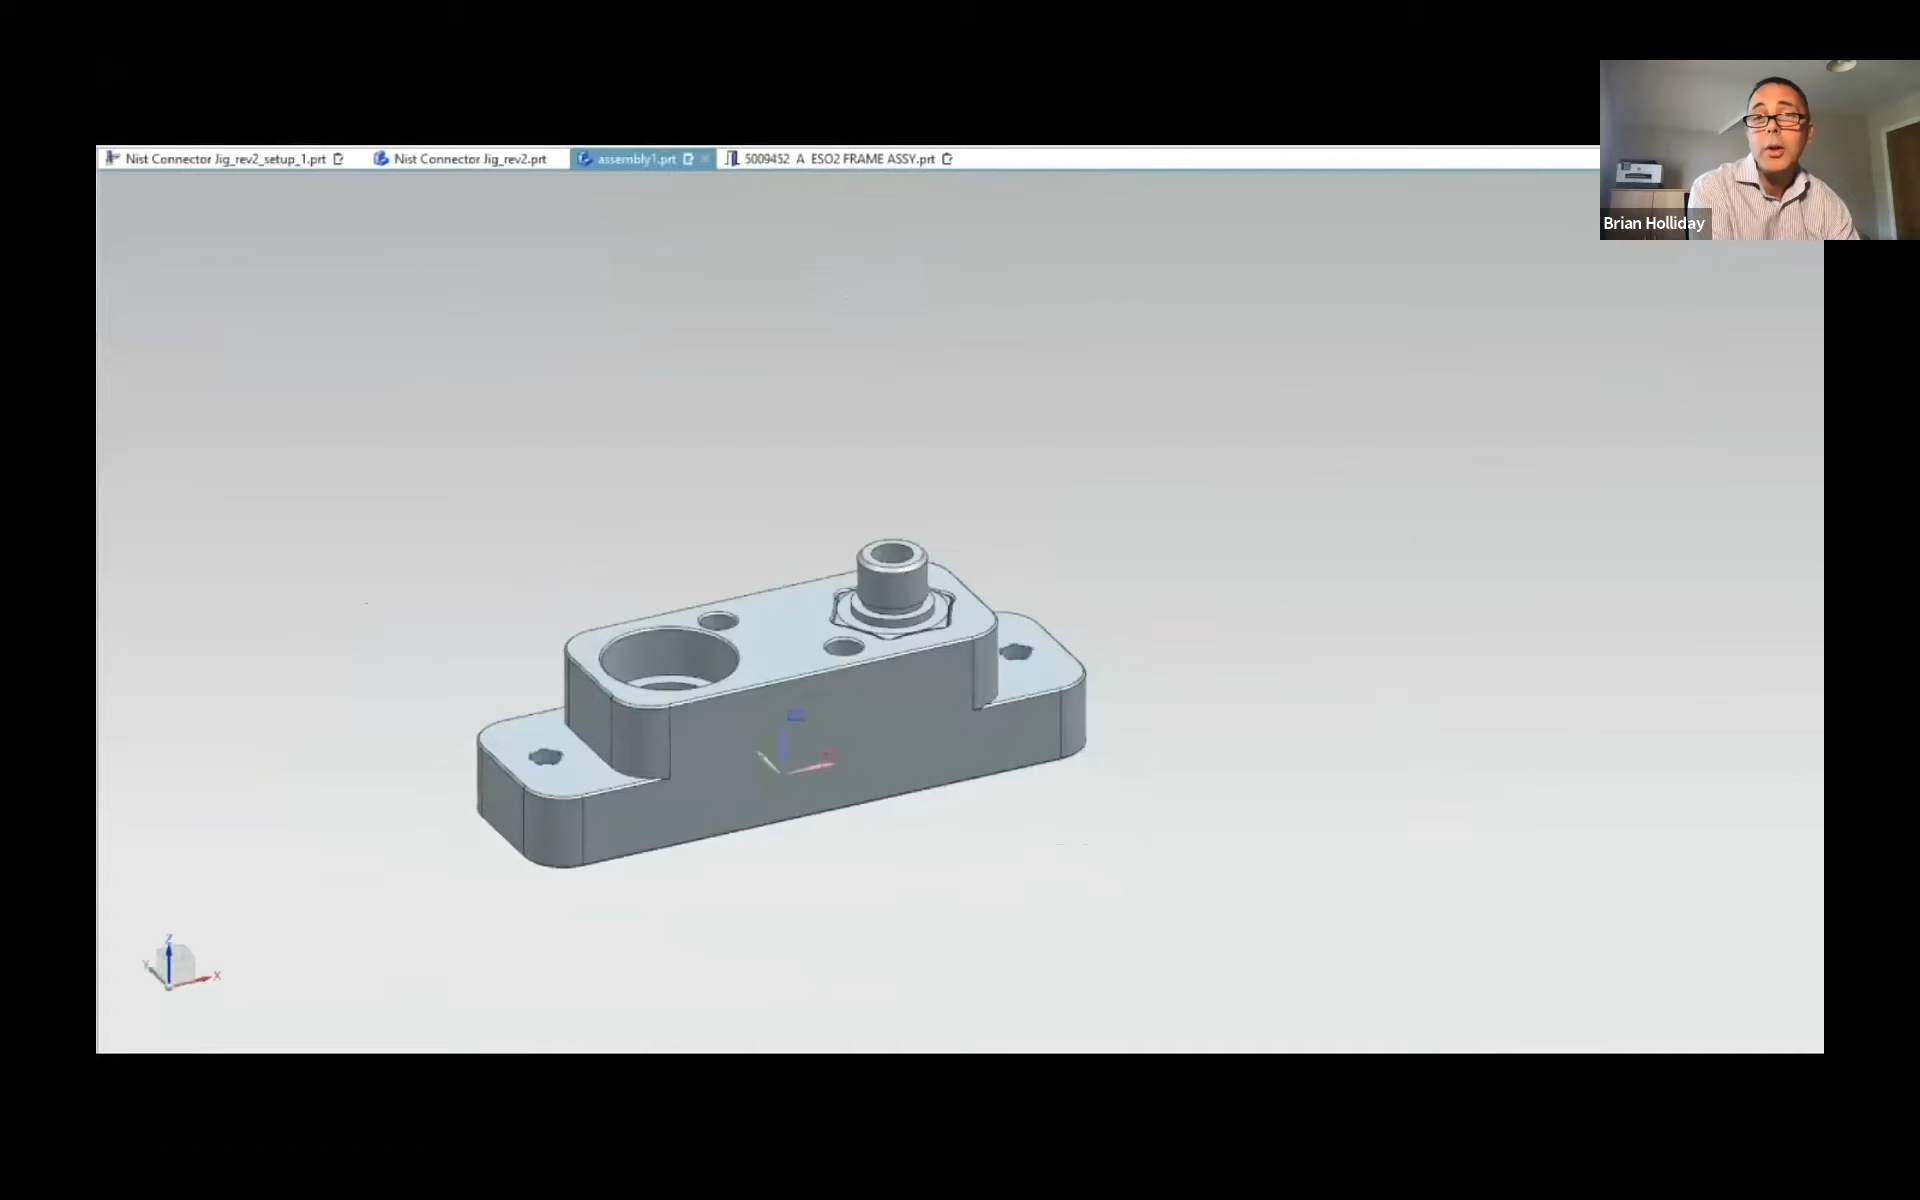 Nist Connector Jig_rev2_setup_1.prt
Nist Connector Jig_rev2.prt
assembly1.prt
5009452 A ESO2 FRAME ASSY.prt
Brian Holliday
Z
Y
X